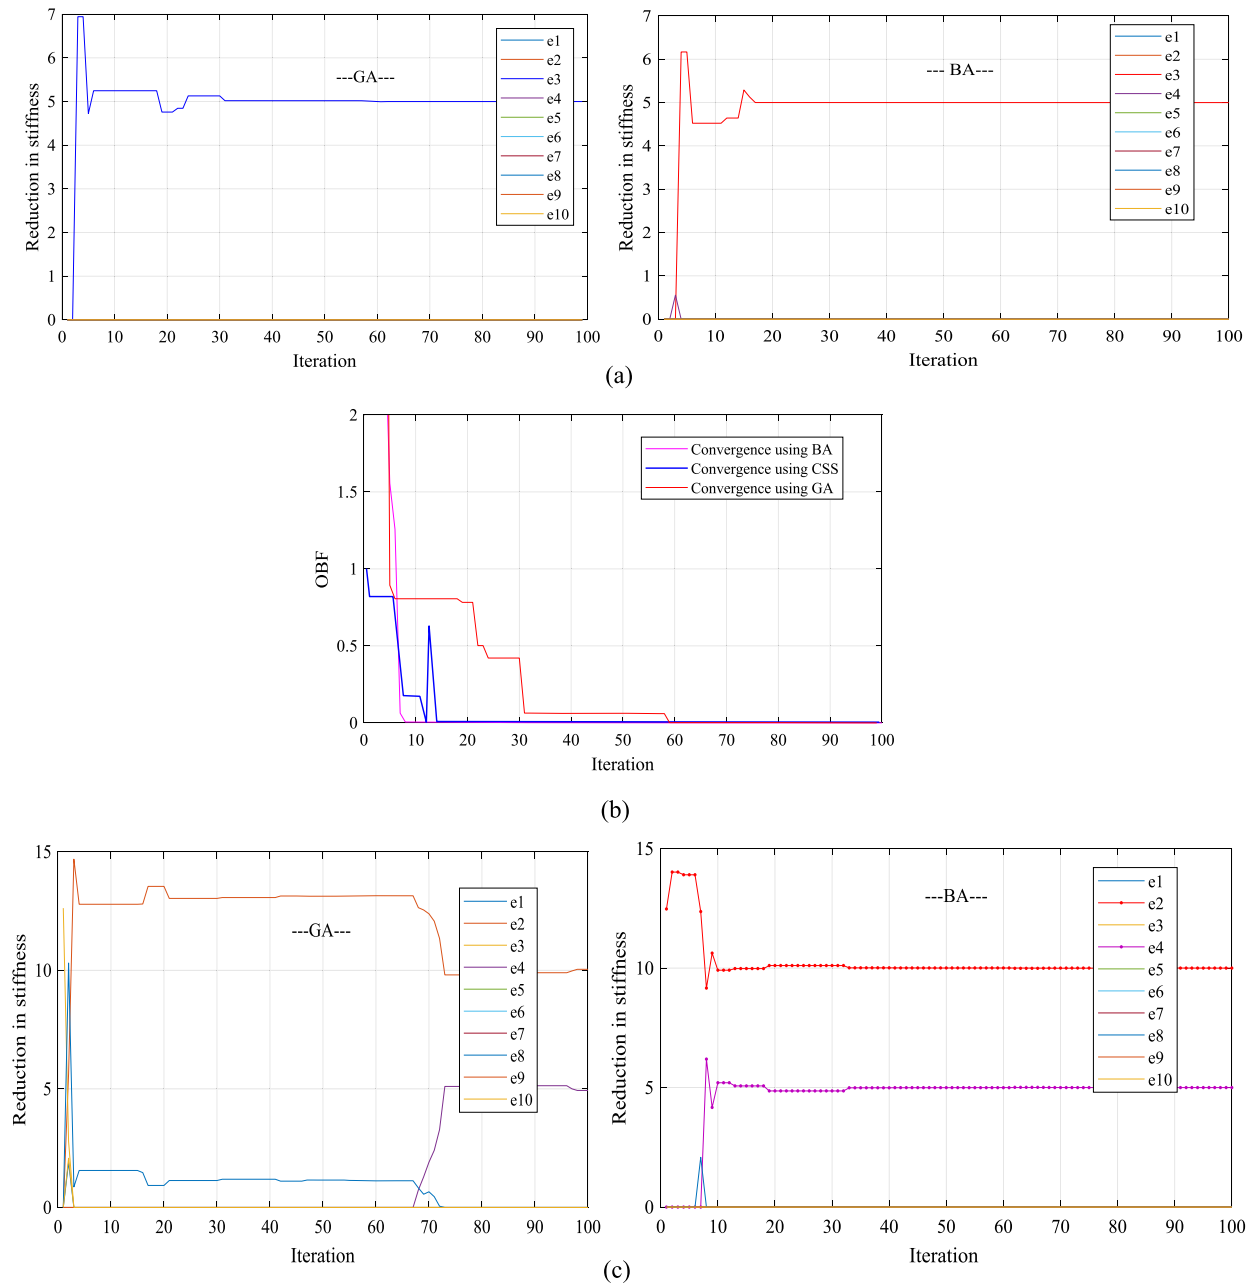 7
6
5
4
3
2
1
0
Reduction in stiffness
---GA---
e1
e2
e3
e4
e5
e6
e7
e8
e9
e10
0 10 20 30 40 50 60 70 80 90 100
Iteration
7
6
5
4
3
2
1
0
Reduction in stiffness
--- BA---
e1
e2
e3
e4
e5
e6
e7
e8
e9
e10
0 10 20 30 40 50 60 70 80 90 100
Iteration
(a)
2
1.5
1
0.5
0
OBF
Convergence using BA
Convergence using CSS
Convergence using GA
0 10 20 30 40 50 60 70 80 90 100
Iteration
(b)
15
10
5
0
Reduction in stiffness
---GA---
e1
e2
e3
e4
e5
e6
e7
e8
e9
e10
0 10 20 30 40 50 60 70 80 90 100
Iteration
15
10
5
0
Reduction in stiffness
---BA---
e1
e2
e3
e4
e5
e6
e7
e8
e9
e10
0 10 20 30 40 50 60 70 80 90 100
Iteration
(c)